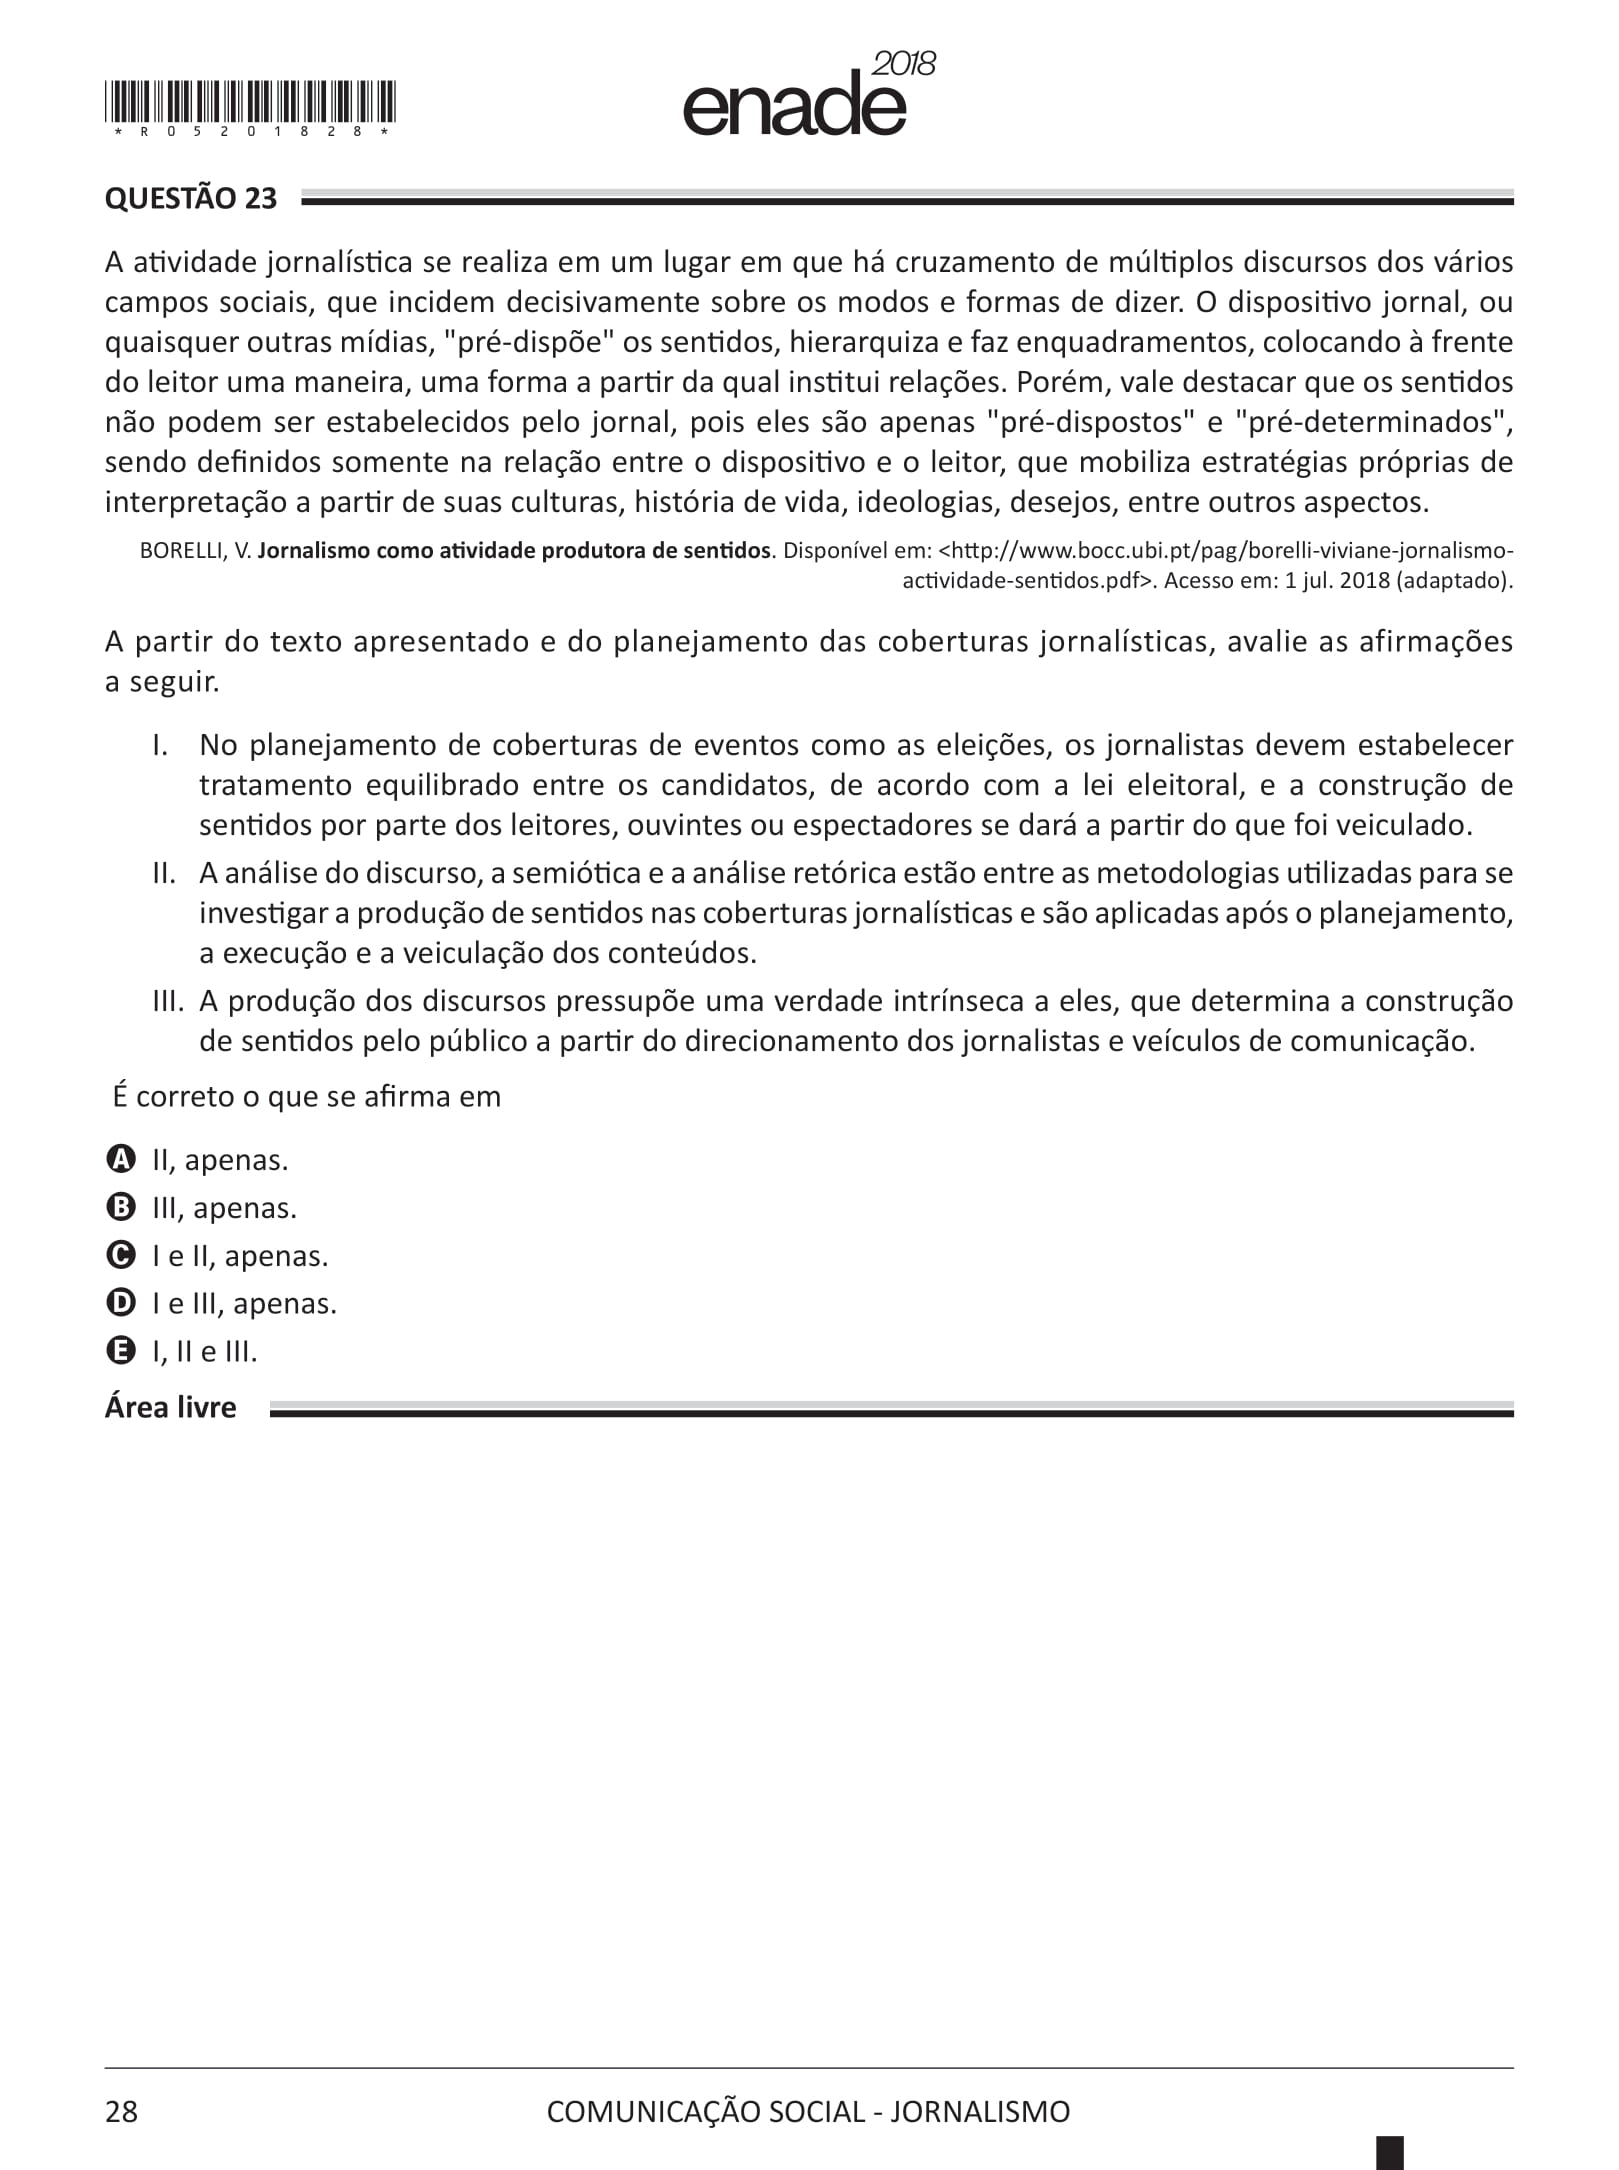 2018
enade
* R 0 5 2 0 1 8 2 8 *
QUESTÃO 23
A atividade jornalística se realiza em um lugar em que há cruzamento de múltiplos discursos dos vários
campos sociais, que incidem decisivamente sobre os modos e formas de dizer. O dispositivo jornal, ou
quaisquer outras mídias, "pré-dispõe" os sentidos, hierarquiza e faz enquadramentos, colocando à frente
do leitor uma maneira, uma forma a partir da qual institui relações. Porém, vale destacar que os sentidos
não podem ser estabelecidos pelo jornal, pois eles são apenas "pré-dispostos" e "pré-determinados",
sendo definidos somente na relação entre o dispositivo e o leitor, que mobiliza estratégias próprias de
interpretação a partir de suas culturas, história de vida, ideologias, desejos, entre outros aspectos.
BORELLI, V. Jornalismo como atividade produtora de sentidos. Disponível em: <http://www.bocc.ubi.pt/pag/borelli-viviane-jornalismo-
actividade-sentidos.pdf>. Acesso em: 1 jul. 2018 (adaptado).
A partir do texto apresentado e do planejamento das coberturas jornalísticas, avalie as afirmações
a seguir.
I. No planejamento de coberturas de eventos como as eleições, os jornalistas devem estabelecer
tratamento equilibrado entre os candidatos, de acordo com a lei eleitoral, e a construção de
sentidos por parte dos leitores, ouvintes ou espectadores se dará a partir do que foi veiculado.
II. A análise do discurso, a semiótica e a análise retórica estão entre as metodologias utilizadas para se
investigar a produção de sentidos nas coberturas jornalísticas e são aplicadas após o planejamento,
a execução e a veiculação dos conteúdos.
III. A produção dos discursos pressupõe uma verdade intrínseca a eles, que determina a construção
de sentidos pelo público a partir do direcionamento dos jornalistas e veículos de comunicação.
É correto o que se afirma em
A II, apenas.
B III, apenas.
C I e II, apenas.
D I e III, apenas.
E I, II e III.
Área livre
28
COMUNICAÇÃO SOCIAL - JORNALISMO